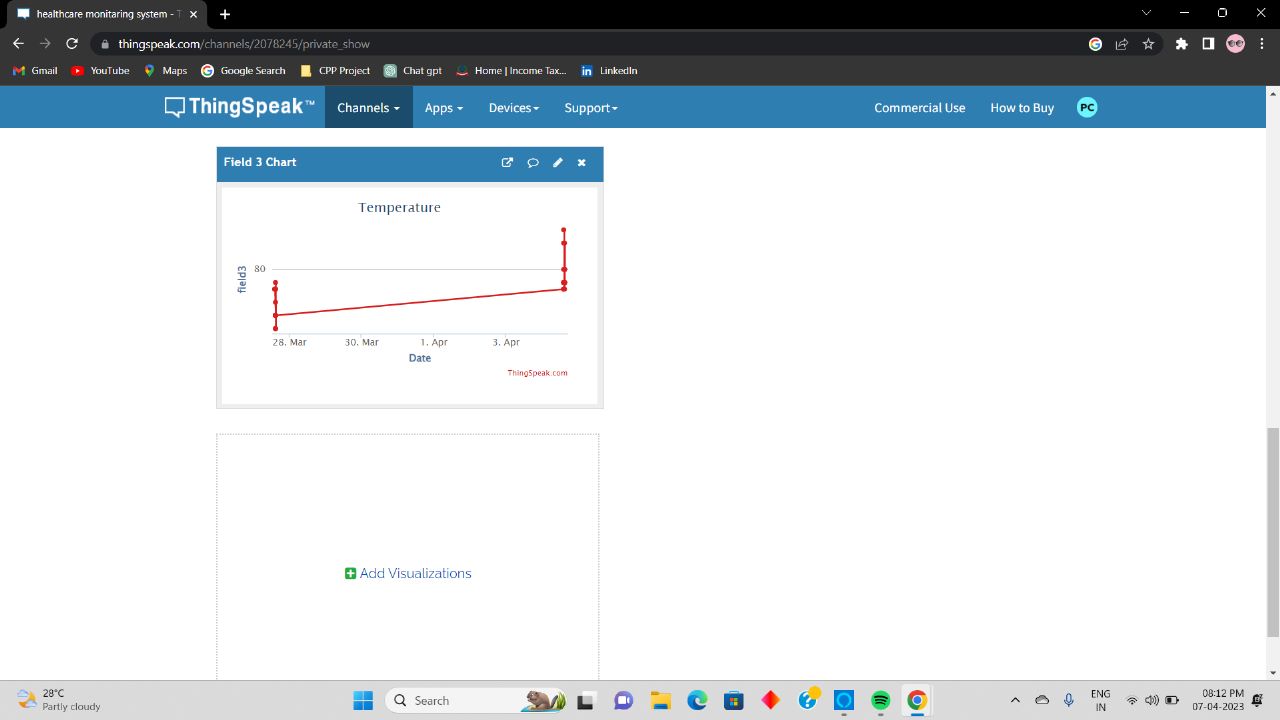 healthcare monitaring system - T
thingspeak.com/channels/2078245/private_show
Gmail YouTube Maps Google Search CPP Project Chat gpt Home | Income Tax... LinkedIn
ThingSpeak™ Channels Apps Devices Support Commercial Use How to Buy PC
Field 3 Chart
Temperature
field3
80
28. Mar 30. Mar 1. Apr 3. Apr
Date
ThingSpeak.com
Add Visualizations
28°C
Partly cloudy
Search
ENG
IN
08:12 PM
07-04-2023